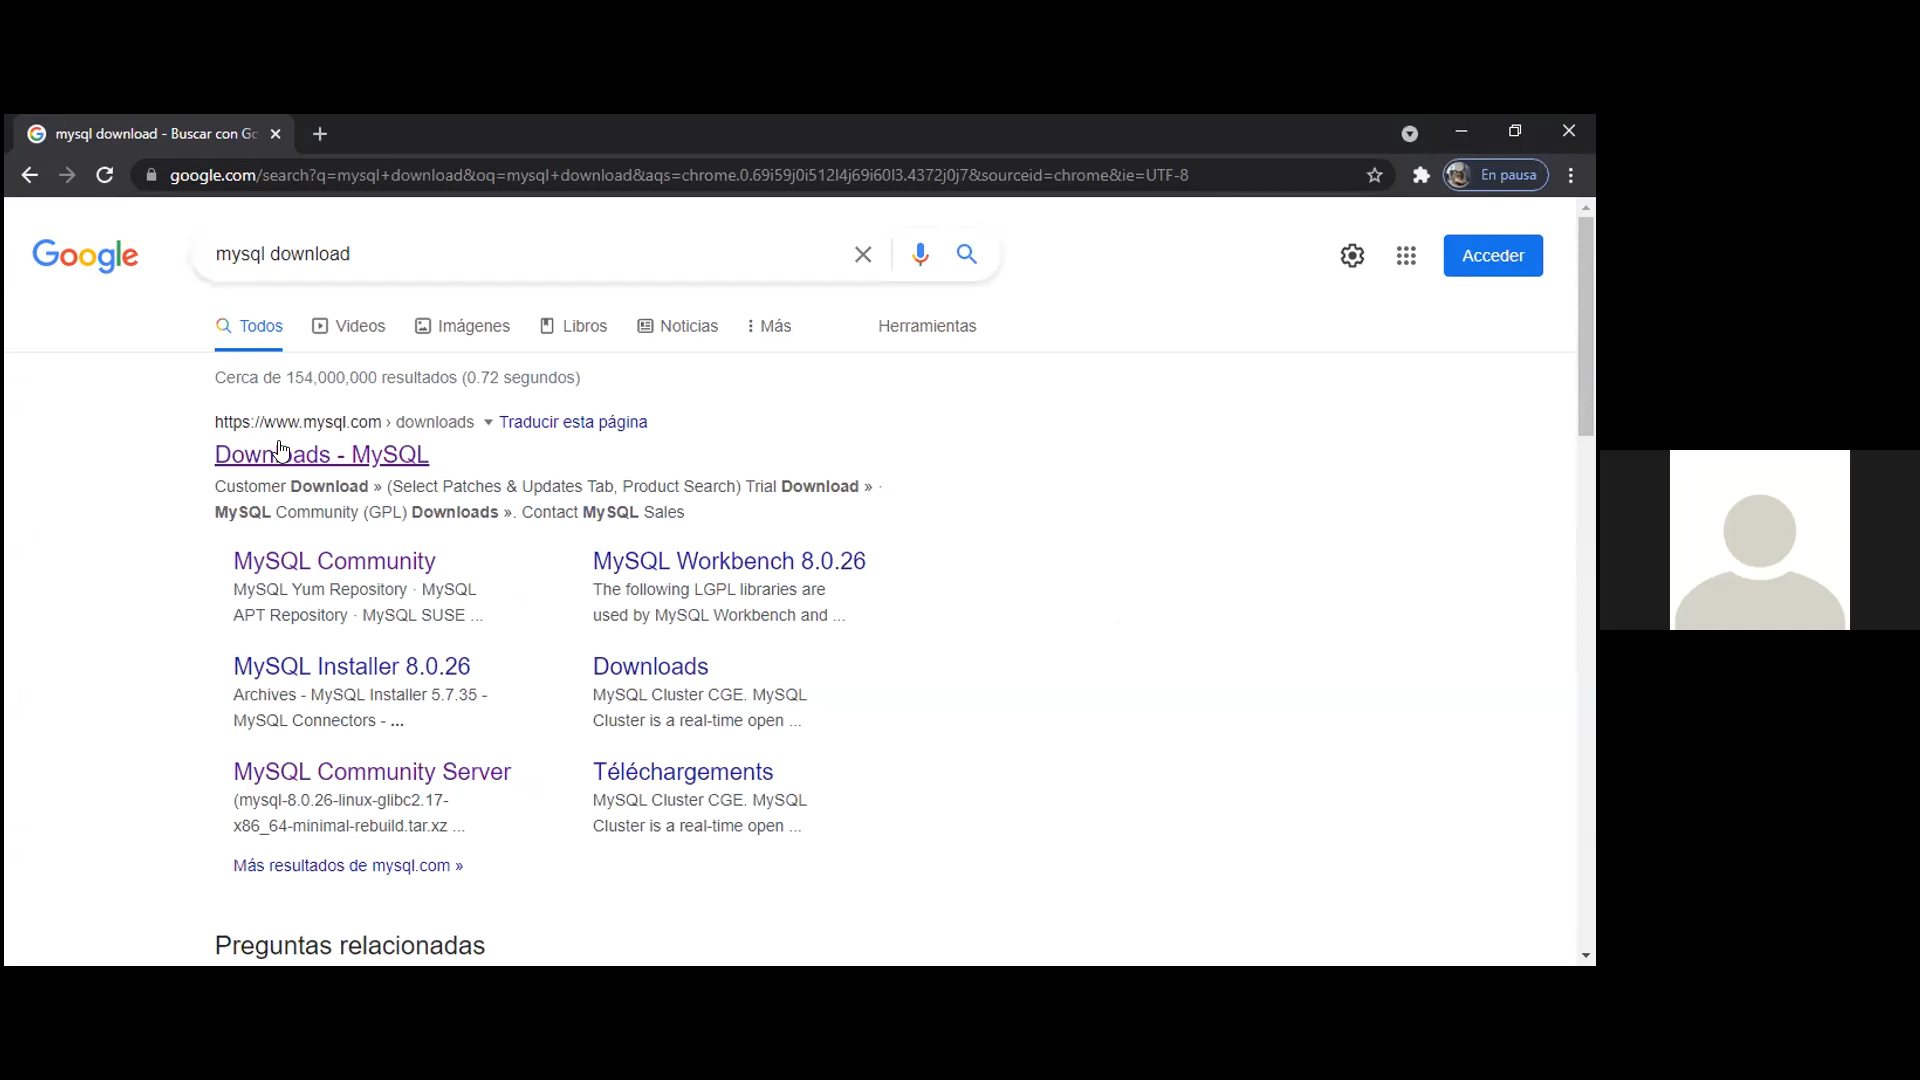 mysql download - Buscar con Go
google.com/search?q=mysql+download&oq=mysql+download&aqs=chrome.0.69i59j0i512l4j69i60l3.4372j0j7&sourceid=chrome&ie=UTF-8
En pausa
Google
mysql download
Acceder
Todos
Videos
Imágenes
Libros
Noticias
Más
Herramientas
Cerca de 154,000,000 resultados (0.72 segundos)
https://www.mysql.com › downloads Traducir esta página
Downloads - MySQL
Customer Download » (Select Patches & Updates Tab, Product Search) Trial Download » ·
MySQL Community (GPL) Downloads ». Contact MySQL Sales
MySQL Community
MySQL Yum Repository · MySQL
APT Repository · MySQL SUSE ...
MySQL Workbench 8.0.26
The following LGPL libraries are
used by MySQL Workbench and ...
MySQL Installer 8.0.26
Archives - MySQL Installer 5.7.35 -
MySQL Connectors - ...
Downloads
MySQL Cluster CGE. MySQL
Cluster is a real-time open ...
MySQL Community Server
(mysql-8.0.26-linux-glibc2.17-
x86_64-minimal-rebuild.tar.xz ...
Téléchargements
MySQL Cluster CGE. MySQL
Cluster is a real-time open ...
Más resultados de mysql.com »
Preguntas relacionadas